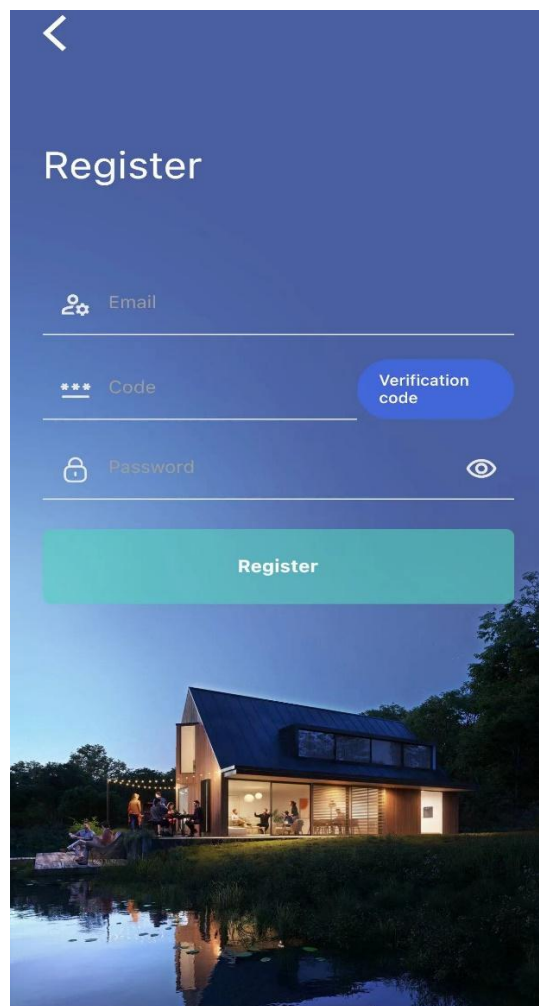 Register
Email
Code
Verification
code
Password
Register